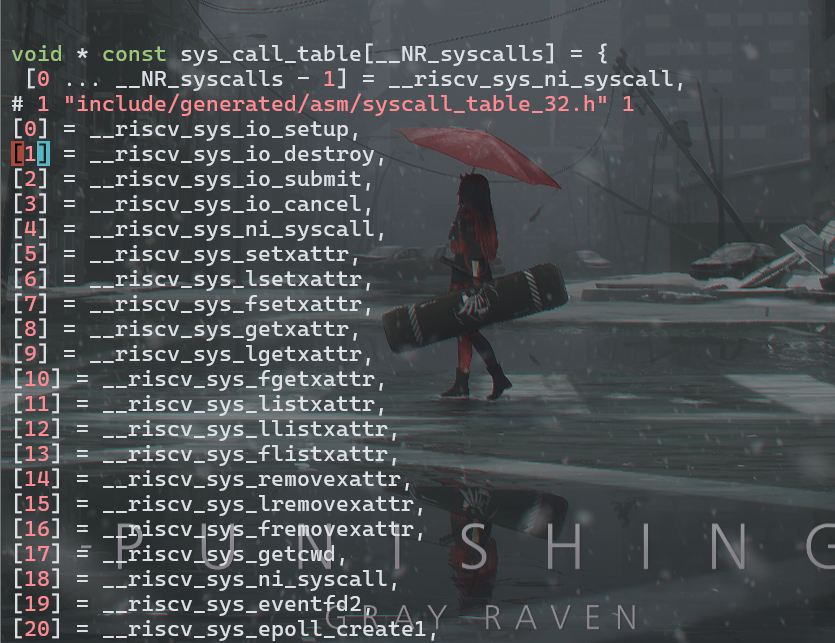 void * const sys_call_table[__NR_syscalls] = {
 [0 ... __NR_syscalls - 1] = __riscv_sys_ni_syscall,
# 1 "include/generated/asm/syscall_table_32.h" 1
[0] = __riscv_sys_io_setup,
[1] = __riscv_sys_io_destroy,
[2] = __riscv_sys_io_submit,
[3] = __riscv_sys_io_cancel,
[4] = __riscv_sys_ni_syscall,
[5] = __riscv_sys_setxattr,
[6] = __riscv_sys_lsetxattr,
[7] = __riscv_sys_fsetxattr,
[8] = __riscv_sys_getxattr,
[9] = __riscv_sys_lgetxattr,
[10] = __riscv_sys_fgetxattr,
[11] = __riscv_sys_listxattr,
[12] = __riscv_sys_llistxattr,
[13] = __riscv_sys_flistxattr,
[14] = __riscv_sys_removexattr,
[15] = __riscv_sys_lremovexattr,
[16] = __riscv_sys_fremovexattr,
[17] = __riscv_sys_getcwd,
[18] = __riscv_sys_ni_syscall,
[19] = __riscv_sys_eventfd2,
[20] = __riscv_sys_epoll_create1,
PUNISHING
GRAY RAVEN